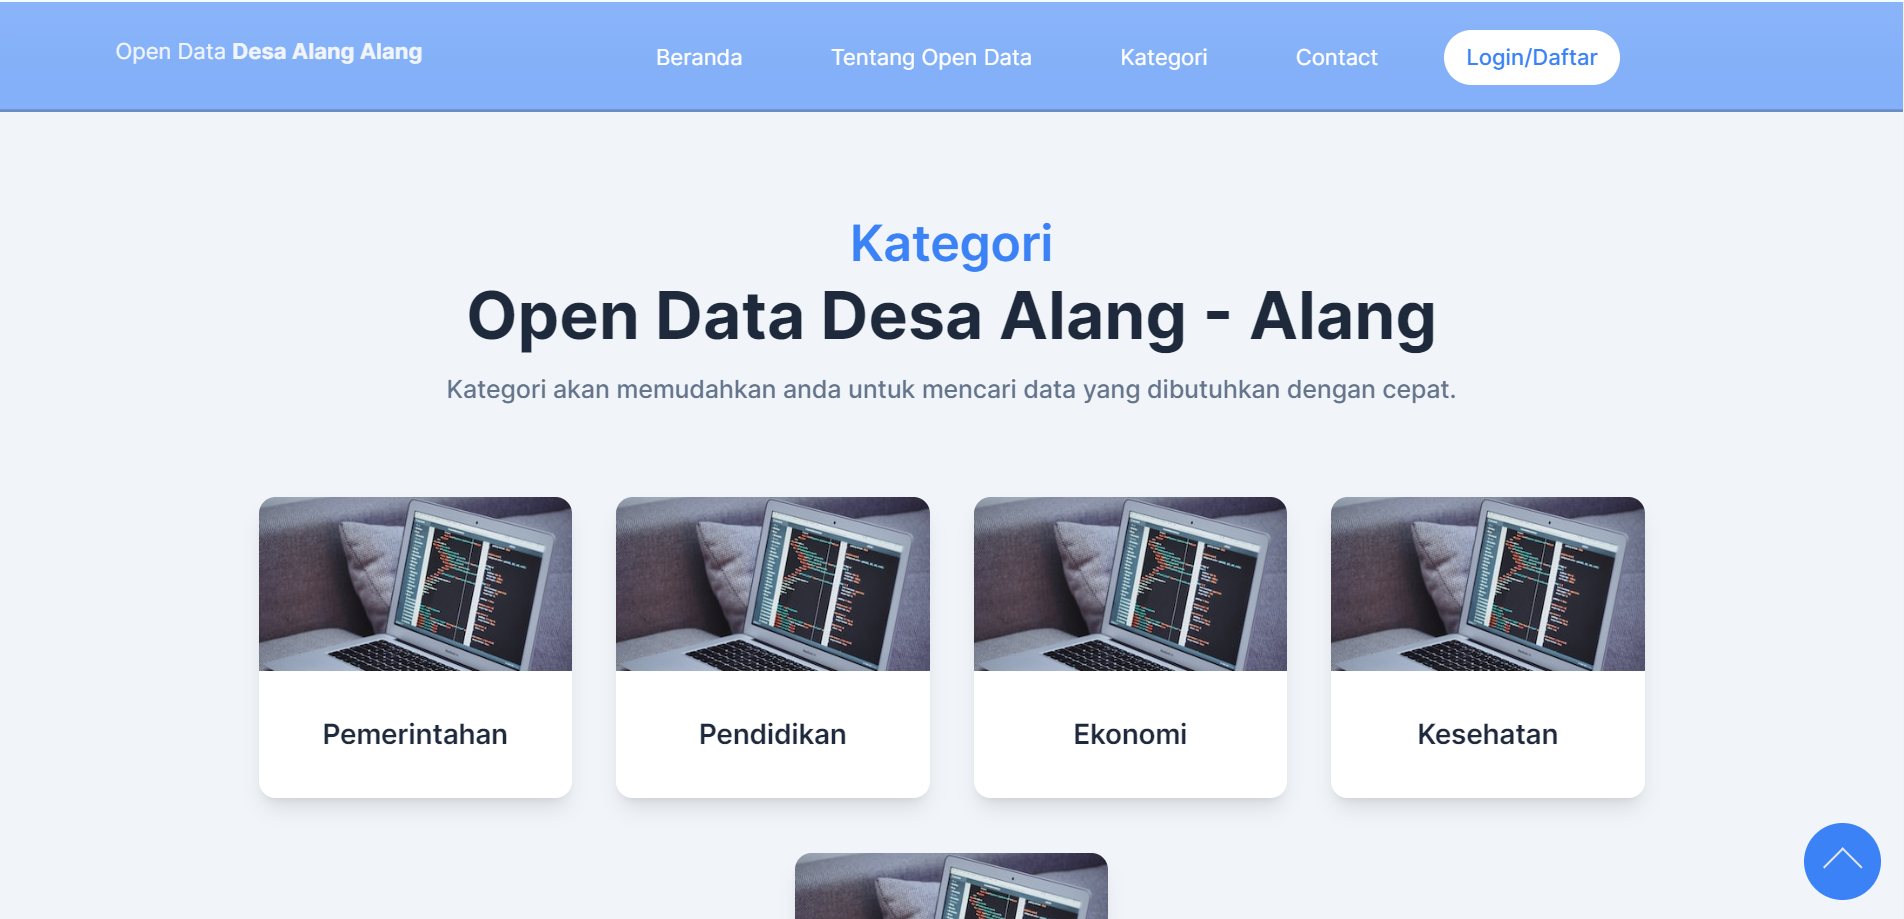 Open Data Desa Alang Alang
Beranda
Tentang Open Data
Kategori
Contact
Login/Daftar
Kategori
Open Data Desa Alang - Alang
Kategori akan memudahkan anda untuk mencari data yang dibutuhkan dengan cepat.
Pemerintahan
Pendidikan
Ekonomi
Kesehatan